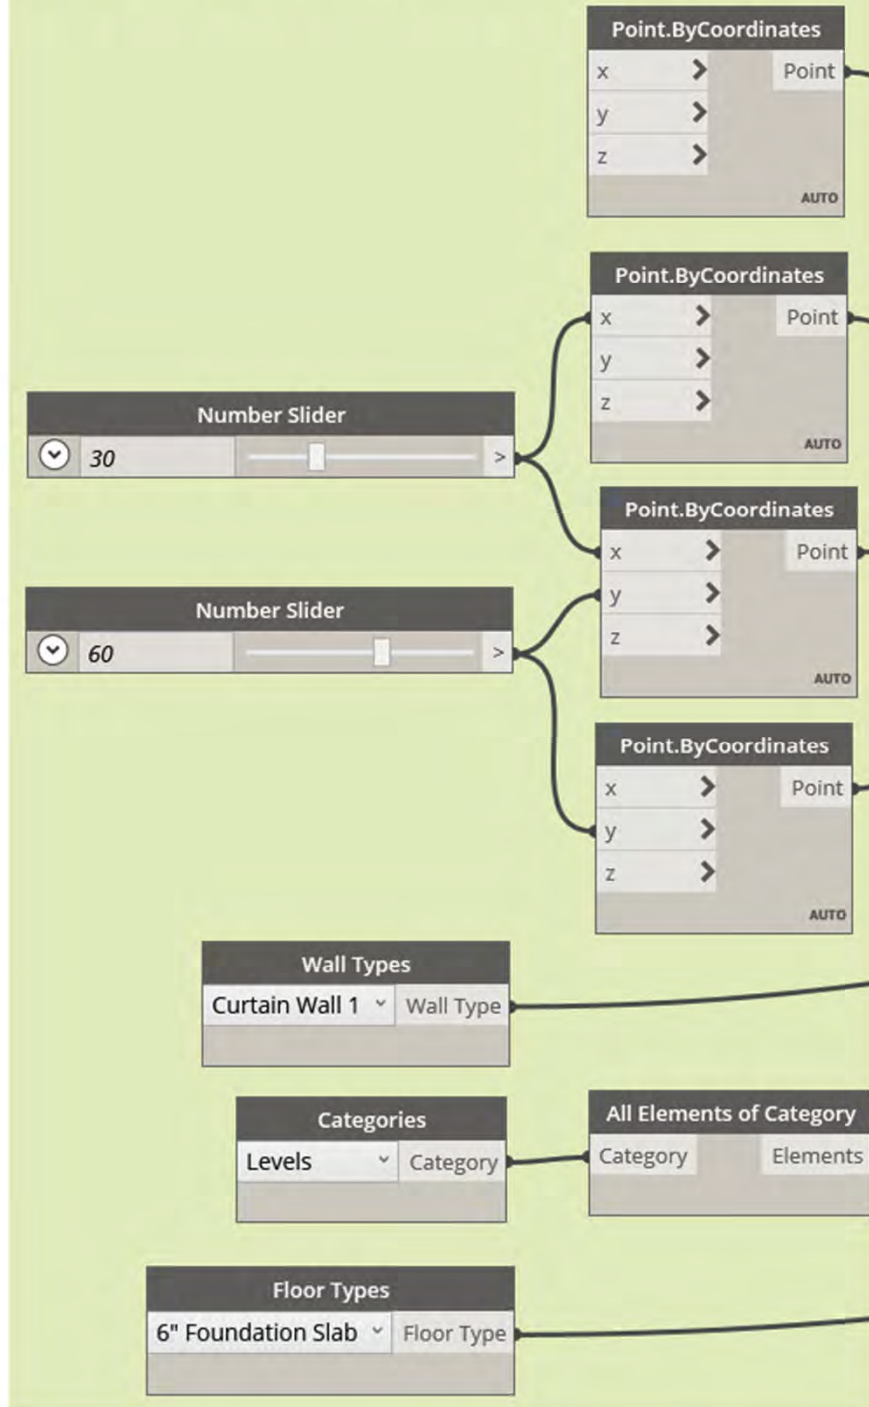 Point.ByCoordinates
x > Point
y >
z >
AUTO
Point.ByCoordinates
x > Point
y >
z >
AUTO
Number Slider
30 >
Point.ByCoordinates
x > Point
y >
z >
AUTO
Number Slider
60 >
Point.ByCoordinates
x > Point
y >
z >
AUTO
Wall Types
Curtain Wall 1 Wall Type
Categories
Levels Category
All Elements of Category
Category Elements
Floor Types
6" Foundation Slab Floor Type